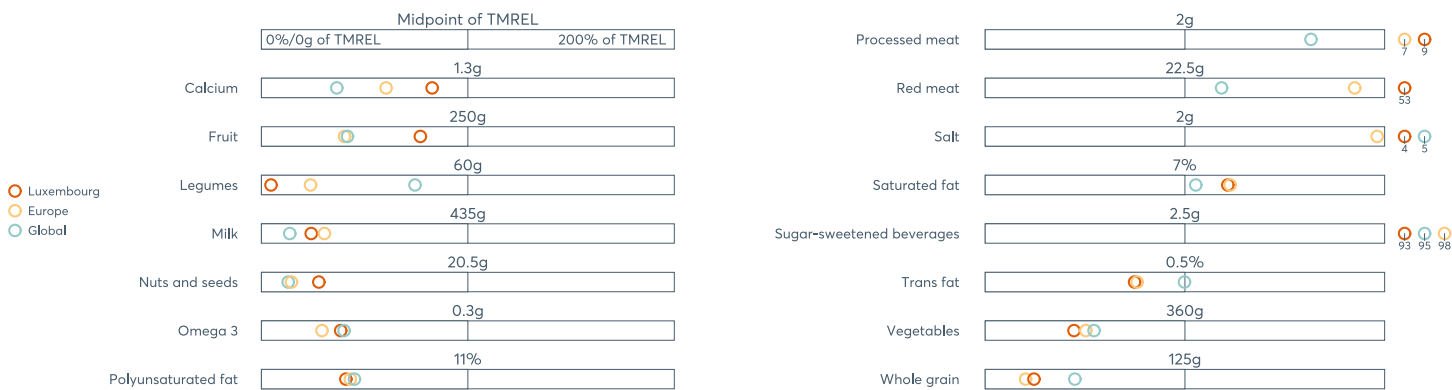 Midpoint of TMREL
0%/0g of TMREL 200% of TMREL
1.3g
Calcium
250g
Fruit
60g
Legumes
435g
Milk
20.5g
Nuts and seeds
0.3g
Omega 3
11%
Polyunsaturated fat
Luxembourg
Europe
Global
2g
Processed meat
7 9
22.5g
Red meat
53
2g
Salt
4 5
7%
Saturated fat
2.5g
Sugar-sweetened beverages
93 95 98
0.5%
Trans fat
360g
Vegetables
125g
Whole grain